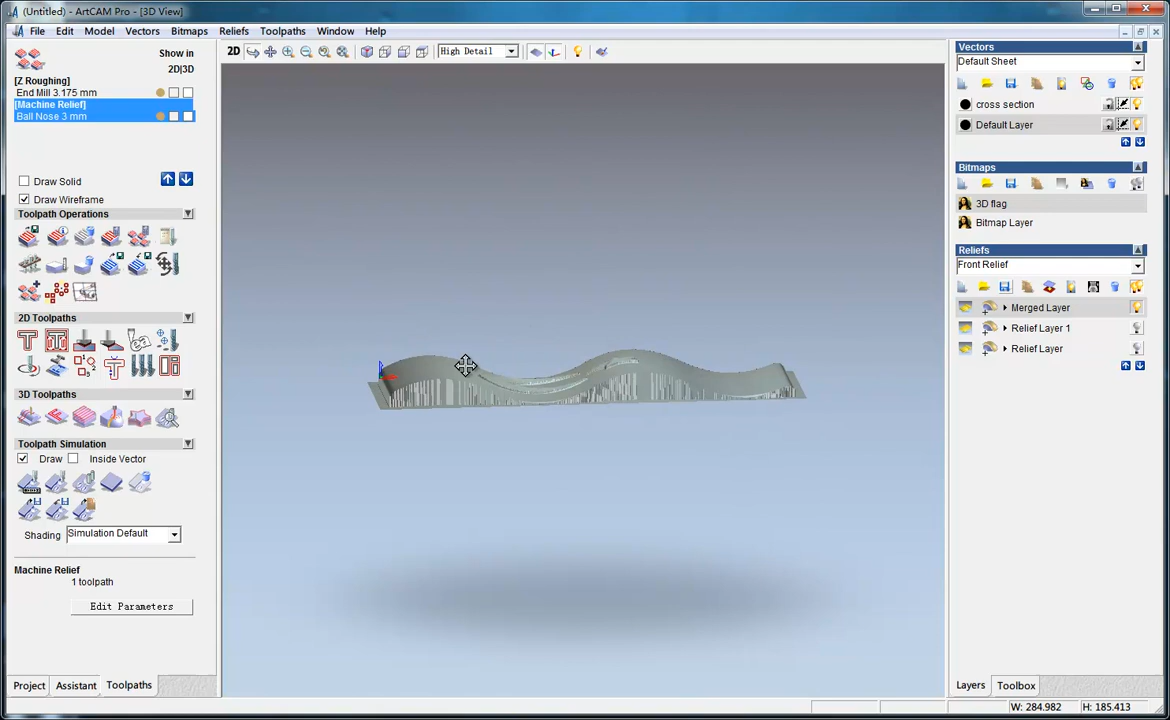 (Untitled) - ArtCAM Pro - [3D View]
File Edit Model Vectors Bitmaps Reliefs Toolpaths Window Help
Show in
2D|3D
[Z Roughing]
End Mill 3.175 mm
[Machine Relief]
Ball Nose 3 mm
Draw Solid
Draw Wireframe
Toolpath Operations
2D Toolpaths
3D Toolpaths
Toolpath Simulation
Draw Inside Vector
Shading Simulation Default
Machine Relief
1 toolpath
Edit Parameters
Project Assistant Toolpaths
2D High Detail
Vectors
Default Sheet
cross section
Default Layer
Bitmaps
3D flag
Bitmap Layer
Reliefs
Front Relief
Merged Layer
Relief Layer 1
Relief Layer
Layers Toolbox
W: 284.982 H: 185.413